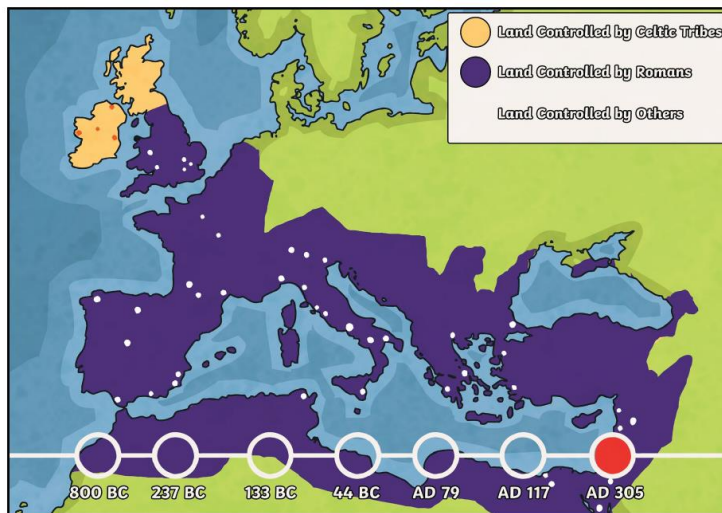 Land Controlled by Celtic Tribes
Land Controlled by Romans
Land Controlled by Others
800 BC
237 BC
133 BC
44 BC
AD 79
AD 117
AD 305